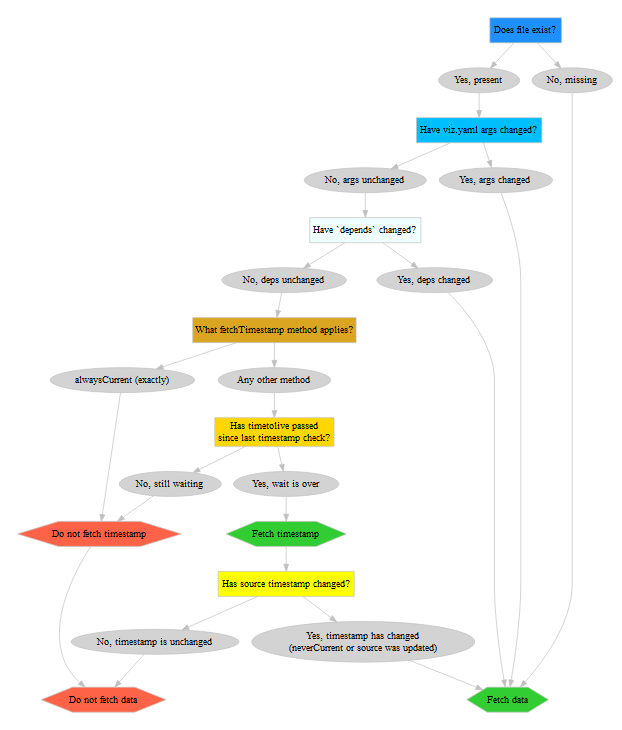 Does file exist?
Yes, present
No, missing
Have viz.yaml args changed?
No, args unchanged
Yes, args changed
Have `depends` changed?
No, deps unchanged
Yes, deps changed
What fetchTimestamp method applies?
alwaysCurrent (exactly)
Any other method
Has timetolive passed
since last timestamp check?
No, still waiting
Yes, wait is over
Do not fetch timestamp
Fetch timestamp
Has source timestamp changed?
No, timestamp is unchanged
Yes, timestamp has changed
(neverCurrent or source was updated)
Do not fetch data
Fetch data